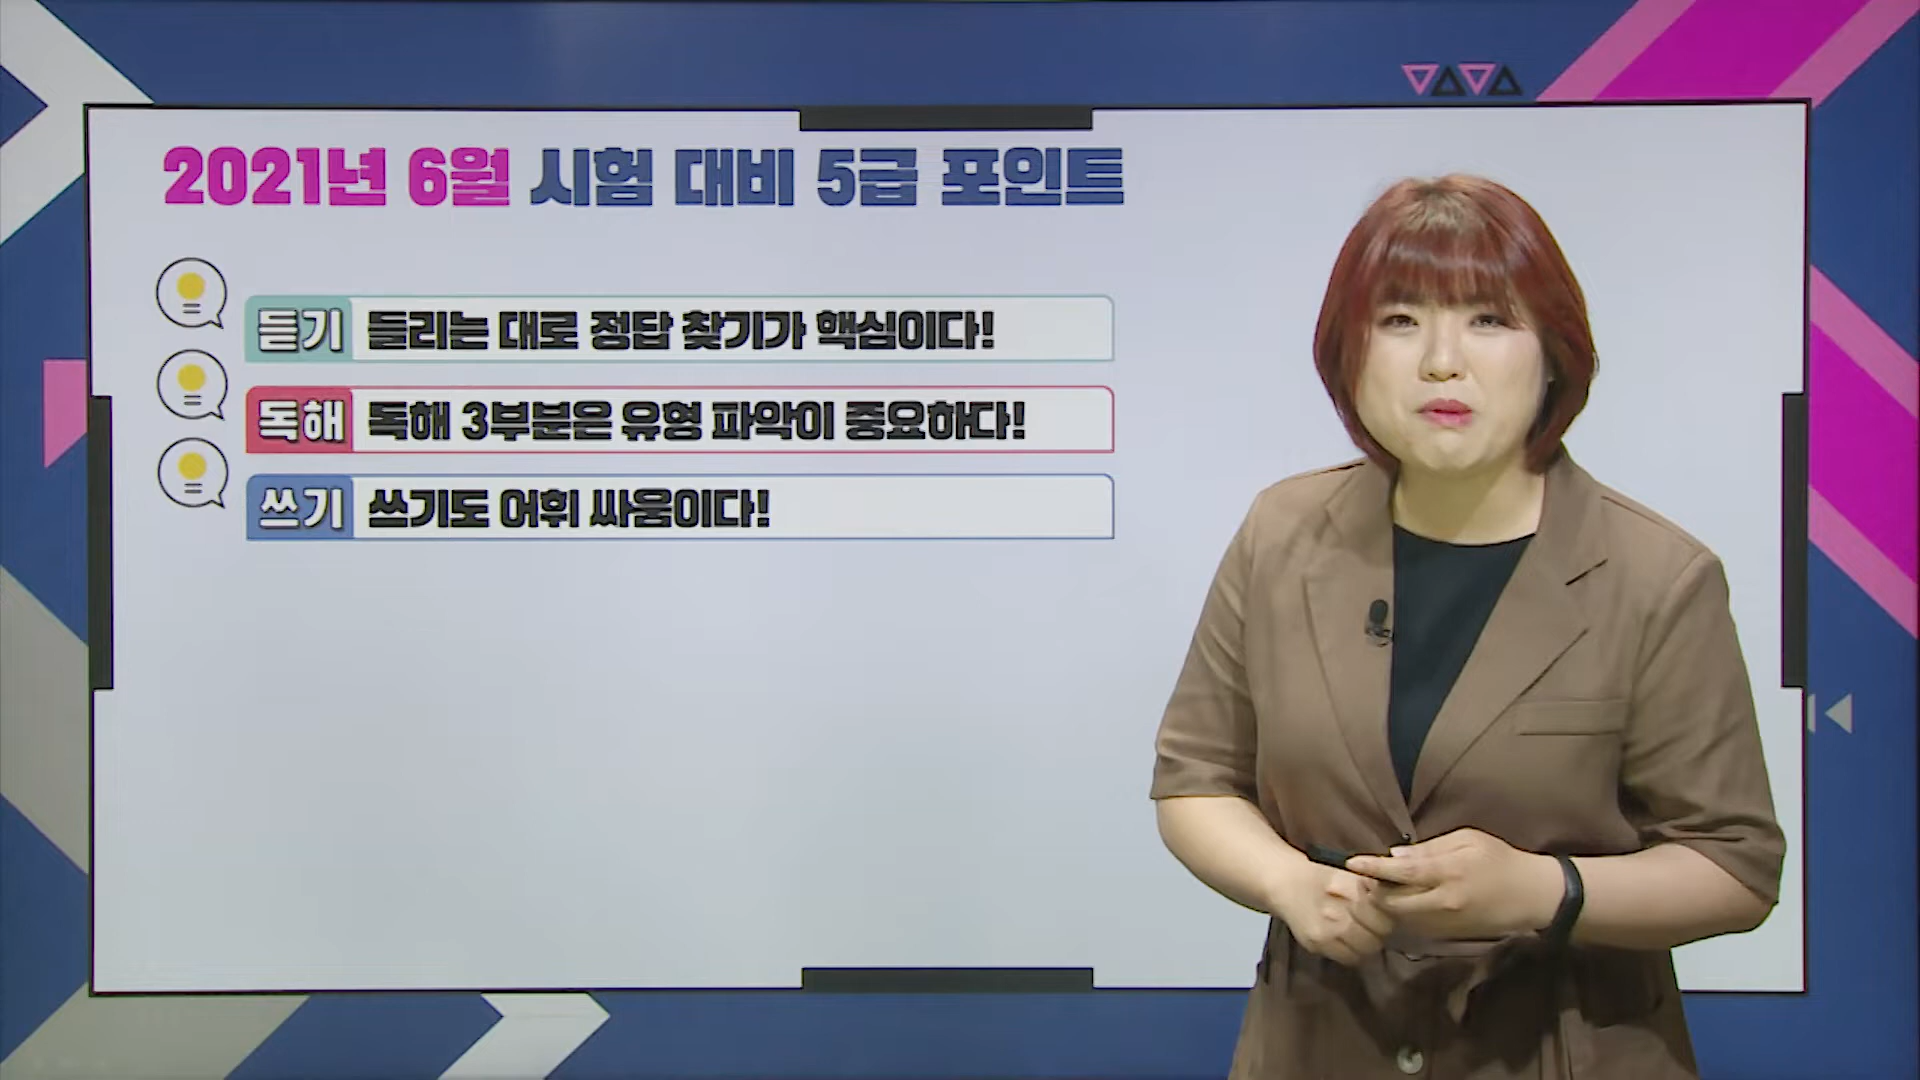 2021년 6월 시험 대비 5급 포인트
듣기 들리는 대로 정답 찾기가 핵심이다!
독해 독해 3부분은 유형 파악이 중요하다!
쓰기 쓰기도 어휘 싸움이다!